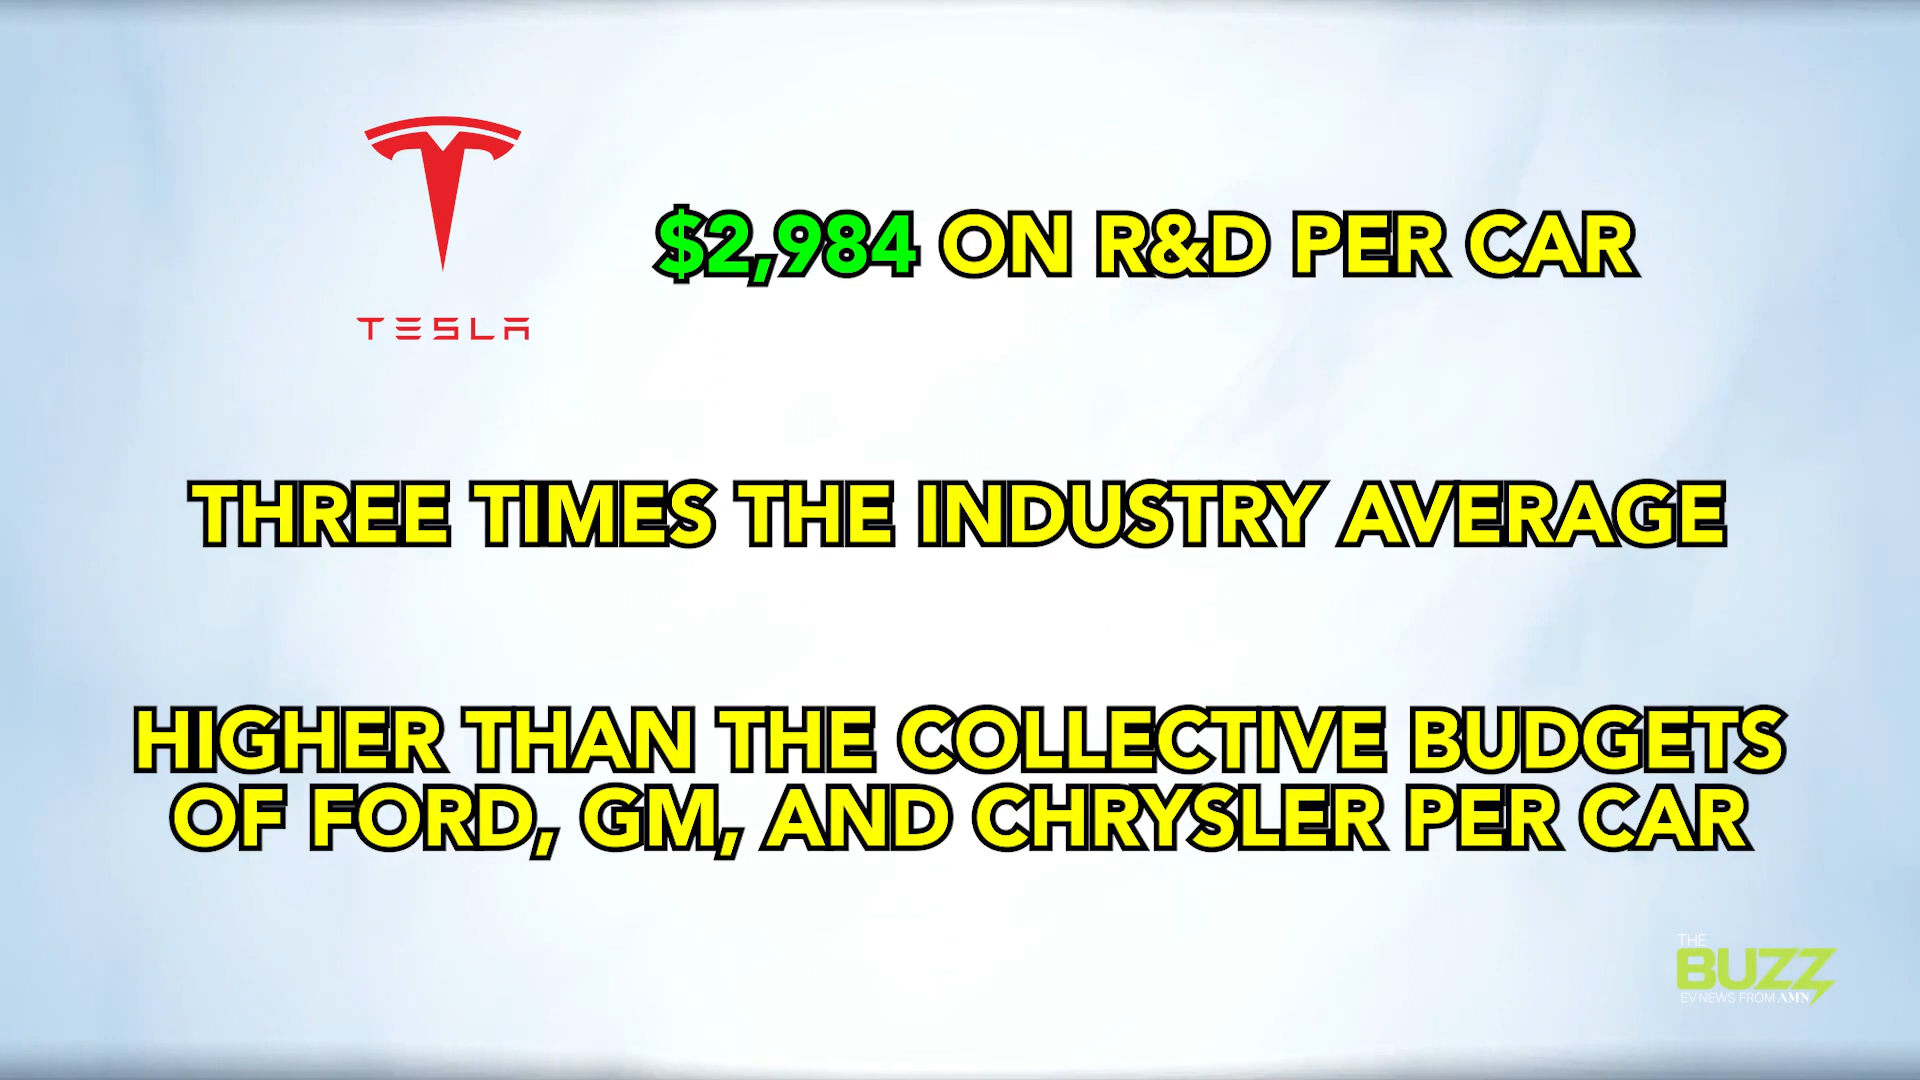 $2,984 ON R&D PER CAR
TESLA
THREE TIMES THE INDUSTRY AVERAGE
HIGHER THAN THE COLLECTIVE BUDGETS
OF FORD, GM, AND CHRYSLER PER CAR
THE
BUZZ
EV NEWS FROM AMN